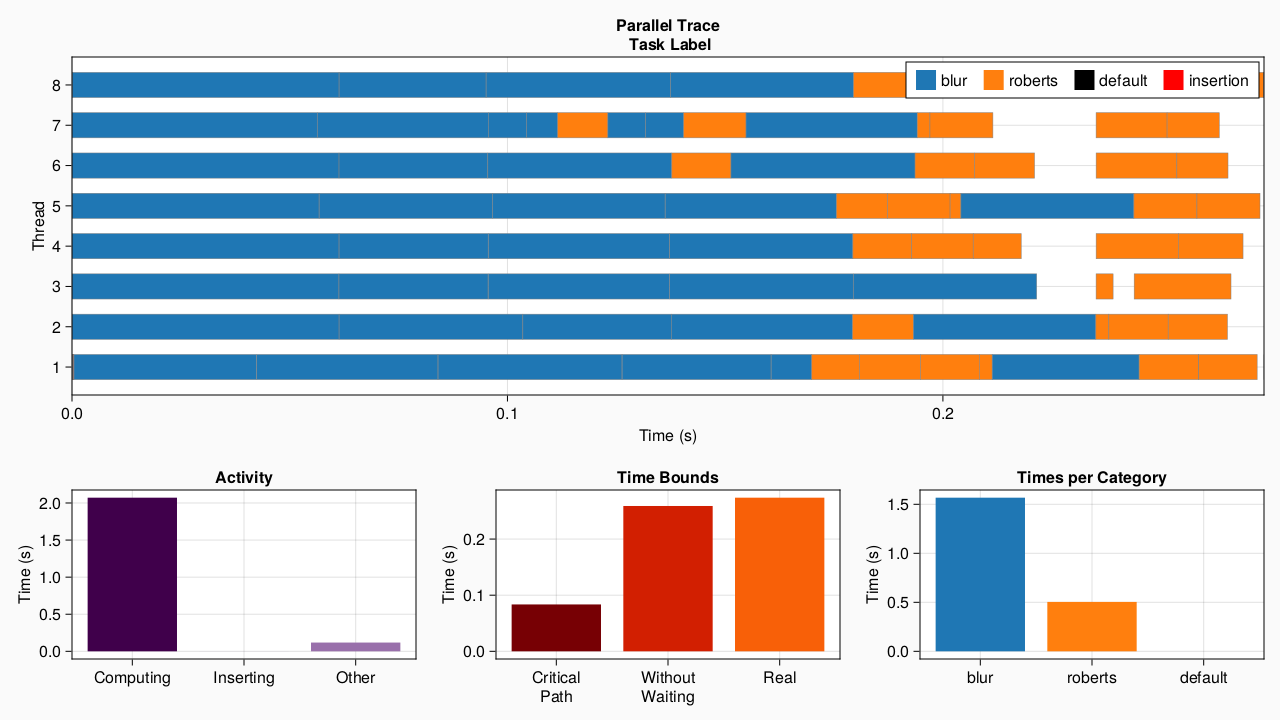 Parallel Trace
Task Label
blur roberts default insertion
Thread
8
7
6
5
4
3
2
1
0.0 0.1 0.2
Time (s)
Activity
Time (s)
2.0
1.5
1.0
0.5
0.0
Computing Inserting Other
Time Bounds
Time (s)
0.2
0.1
0.0
Critical Path
Without Waiting
Real
Times per Category
Time (s)
1.5
1.0
0.5
0.0
blur roberts default